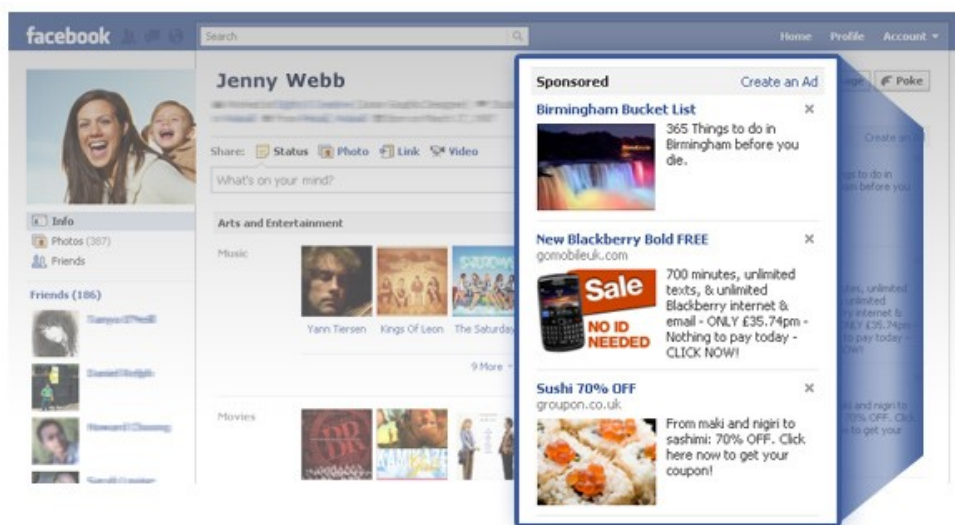 facebook
Search
Home Profile Account
Jenny Webb
Poke
Share: Status Photo Link Video
What's on your mind?
Info
Photos (387)
Friends
Friends (186)
Arts and Entertainment
Music
Yann Tiersen Kings Of Leon The Saturday
9 More
Movies
Sponsored Create an Ad
Birmingham Bucket List
365 Things to do in
Birmingham before you
die.
New Blackberry Bold FREE
gomobileuk.com
Sale
NO ID
NEEDED
700 minutes, unlimited
texts, & unlimited
Blackberry internet &
email - ONLY £35.74pm -
Nothing to pay today -
CLICK NOW!
Sushi 70% OFF
groupon.co.uk
From maki and nigiri to
sashimi: 70% OFF. Click
here now to get your
coupon!